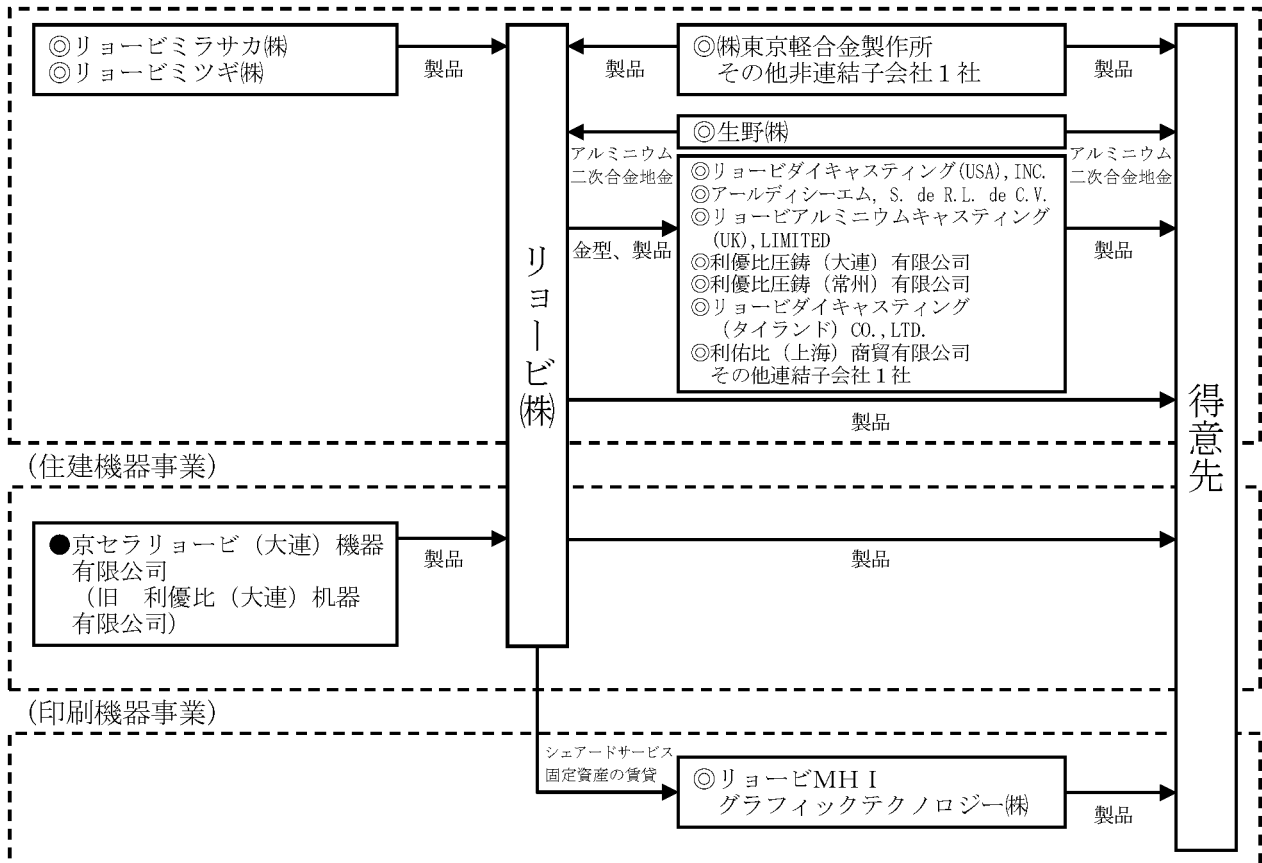 ◎リョービミラサカ㈱
◎リョービミツギ㈱
製品
製品
◎㈱東京軽合金製作所
その他非連結子会社１社
製品
◎生野㈱
アルミニウム
二次合金地金
アルミニウム
二次合金地金
◎リョービダイキャスティング(USA), INC.
◎アールディシーエム, S. de R.L. de C.V.
◎リョービアルミニウムキャスティング
(UK), LIMITED
◎利優比圧鋳（大連）有限公司
◎利優比圧鋳（常州）有限公司
◎リョービダイキャスティング
（タイランド）CO., LTD.
◎利佑比（上海）商貿有限公司
その他連結子会社１社
金型、製品
製品
リョービ㈱
製品
得意先
(住建機器事業)
●京セラリョービ（大連）機器
有限公司
（旧　利優比（大連）机器
有限公司）
製品
製品
(印刷機器事業)
シェアードサービス
固定資産の賃貸
◎リョービMHI
グラフィックテクノロジー㈱
製品